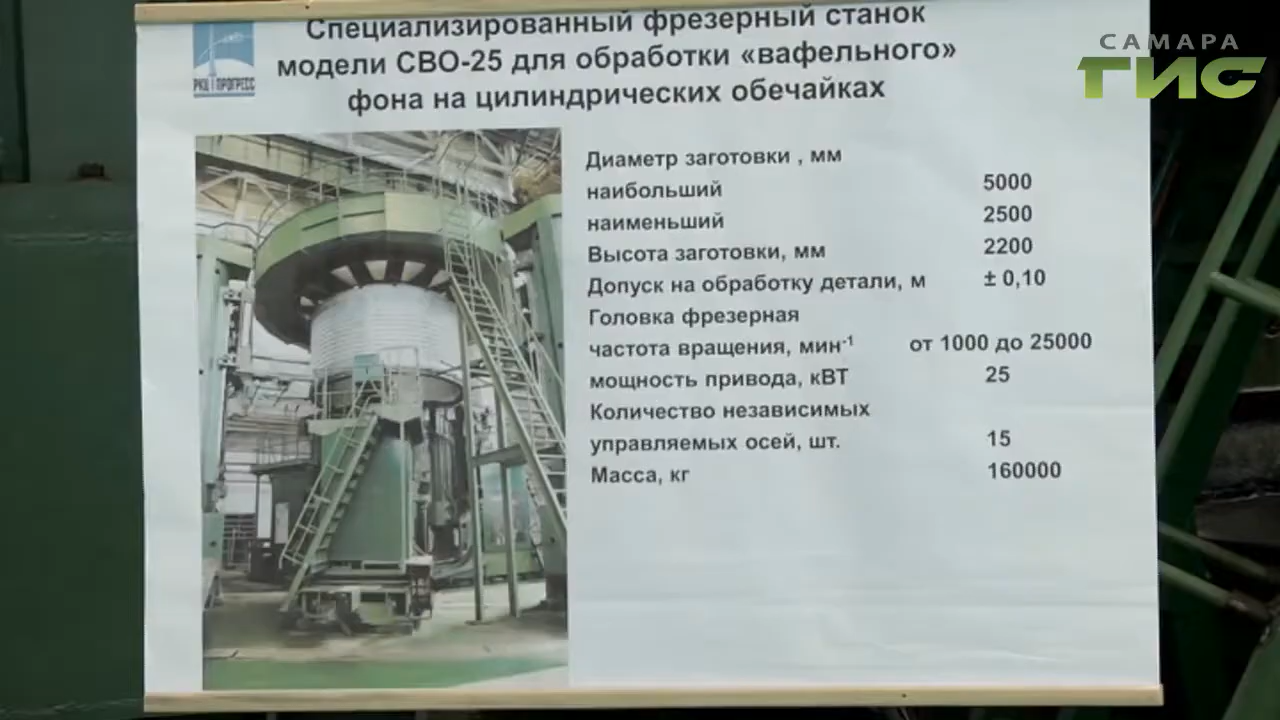 Специализированный фрезерный станок
модели СВО-25 для обработки «вафельного»
фона на цилиндрических обечайках
РКЦ ПРОГРЕСС
САМАРА
ГИС
Диаметр заготовки , мм
наибольший 5000
наименьший 2500
Высота заготовки, мм 2200
Допуск на обработку детали, м ± 0,10
Головка фрезерная
частота вращения, мин-1 от 1000 до 25000
мощность привода, кВТ 25
Количество независимых
управляемых осей, шт. 15
Масса, кг 160000